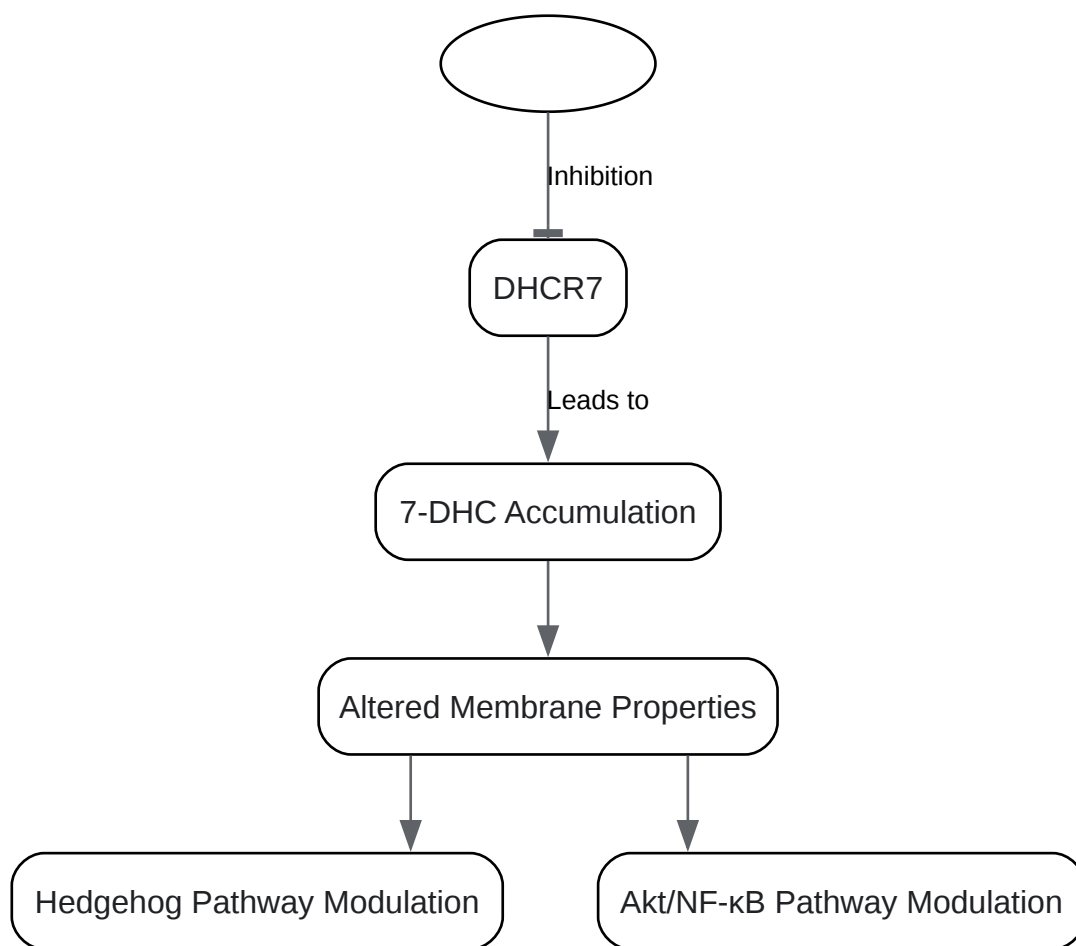 Inhibition
DHCR7
Leads to
7-DHC Accumulation
Altered Membrane Properties
Hedgehog Pathway Modulation
Akt/NF-κB Pathway Modulation